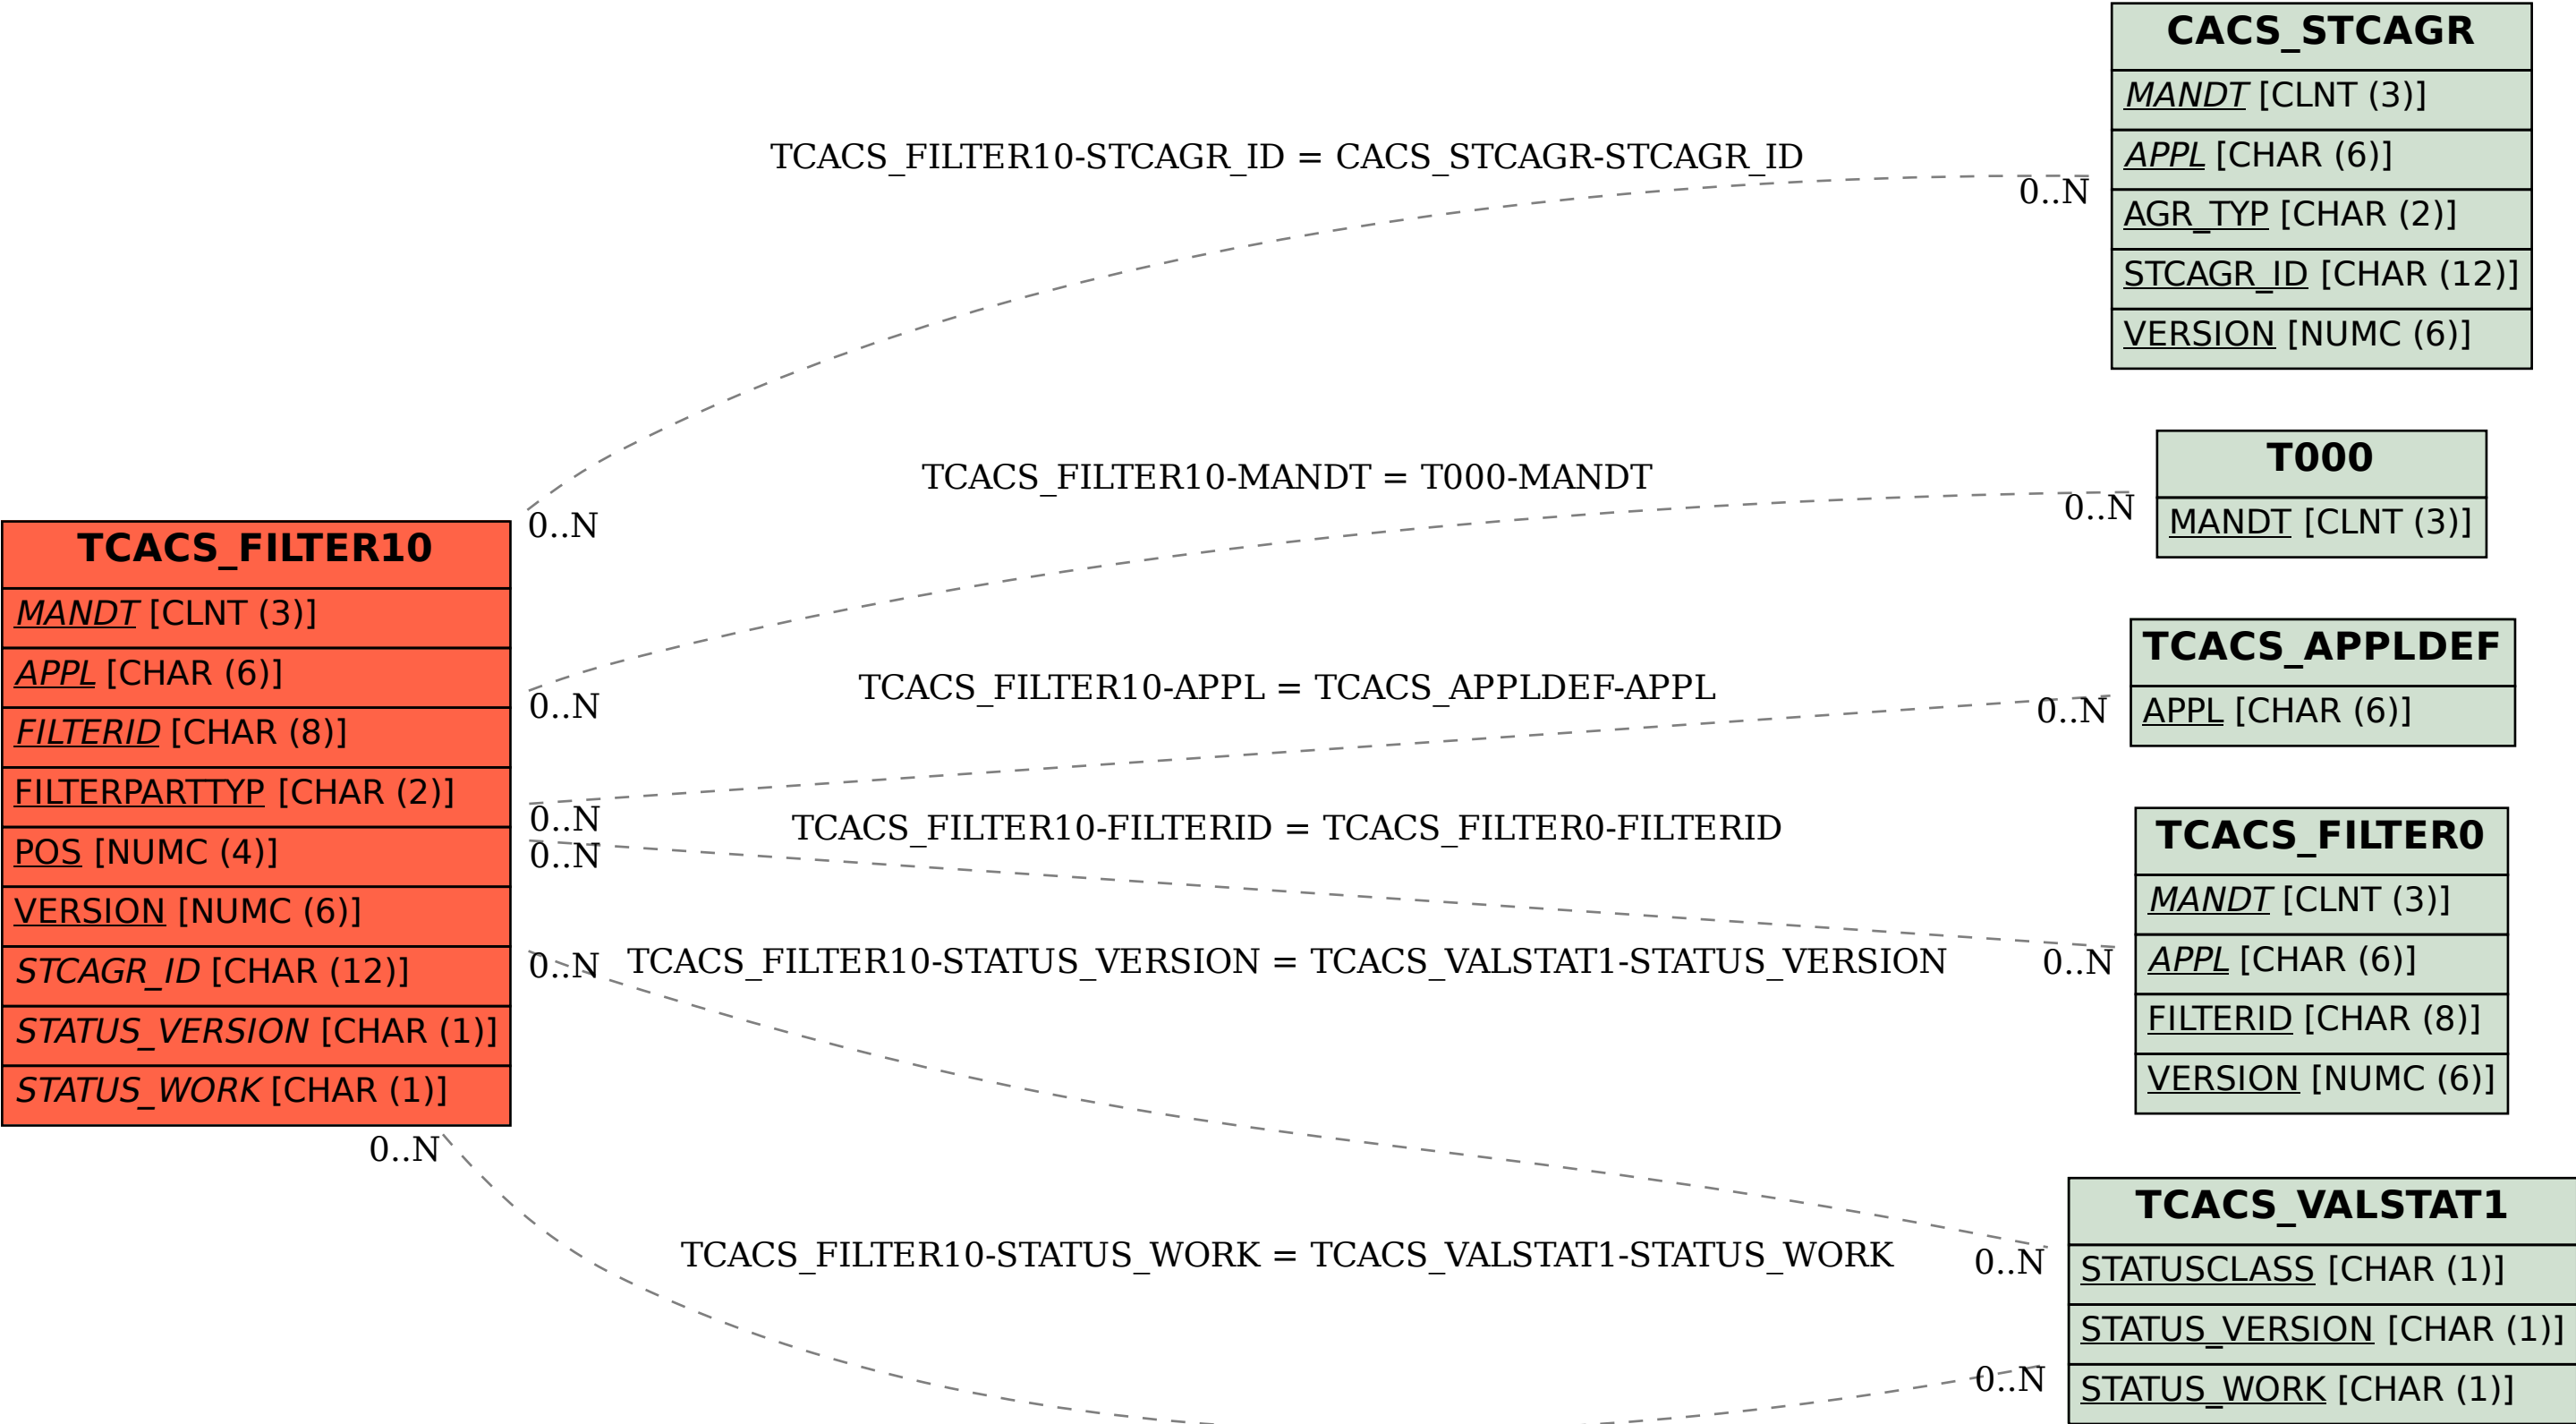 CACS_STCAGR
MANDT [CLNT (3)]
APPL [CHAR (6)]
AGR_TYP [CHAR (2)]
STCAGR_ID [CHAR (12)]
VERSION [NUMC (6)]
TCACS_FILTER10-STCAGR_ID = CACS_STCAGR-STCAGR_ID
0..N
0..N
T000
MANDT [CLNT (3)]
TCACS_FILTER10-MANDT = T000-MANDT
0..N
0..N
TCACS_FILTER10
MANDT [CLNT (3)]
APPL [CHAR (6)]
FILTERID [CHAR (8)]
FILTERPARTTYP [CHAR (2)]
POS [NUMC (4)]
VERSION [NUMC (6)]
STCAGR_ID [CHAR (12)]
STATUS_VERSION [CHAR (1)]
STATUS_WORK [CHAR (1)]
TCACS_APPLDEF
APPL [CHAR (6)]
TCACS_FILTER10-APPL = TCACS_APPLDEF-APPL
0..N
0..N
TCACS_FILTER10-FILTERID = TCACS_FILTER0-FILTERID
0..N
0..N
TCACS_FILTER0
MANDT [CLNT (3)]
APPL [CHAR (6)]
FILTERID [CHAR (8)]
VERSION [NUMC (6)]
0..N
TCACS_FILTER10-STATUS_VERSION = TCACS_VALSTAT1-STATUS_VERSION
0..N
0..N
TCACS_FILTER10-STATUS_WORK = TCACS_VALSTAT1-STATUS_WORK
0..N
TCACS_VALSTAT1
STATUSCLASS [CHAR (1)]
STATUS_VERSION [CHAR (1)]
STATUS_WORK [CHAR (1)]